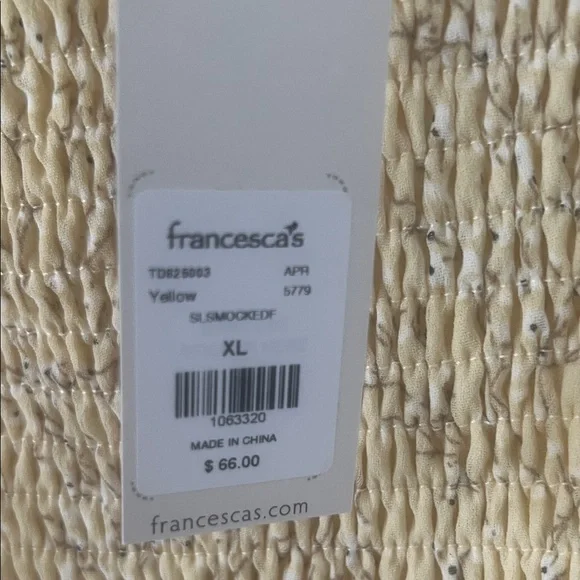 francesca's
TD825063 APR
Yellow 5779
SLSMOCKEDF
XL
1063320
MADE IN CHINA
$ 66.00
francescas.com